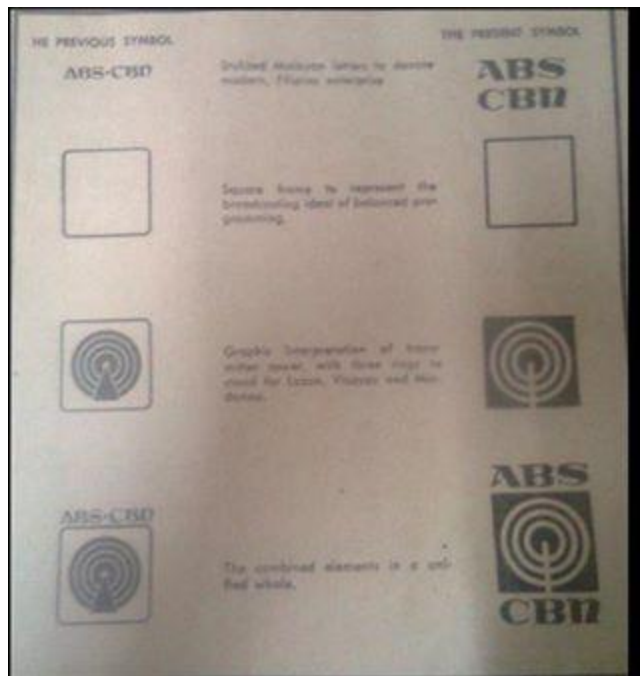 HE PREVIOUS SYMBOL
THE PRESENT SYMBOL
ABS-CBN
Stylized letters to denote
modern, Filipino enterprise
ABS
CBN
Square frame to represent the
broadcasting ideal of balanced pro-
gramming.
Graphic interpretation of trans-
mitter tower, with three rings to
stand for Luzon, Visayas and Min-
danao.
ABS-CBN
The combined elements in a uni-
fied whole.
ABS
CBN